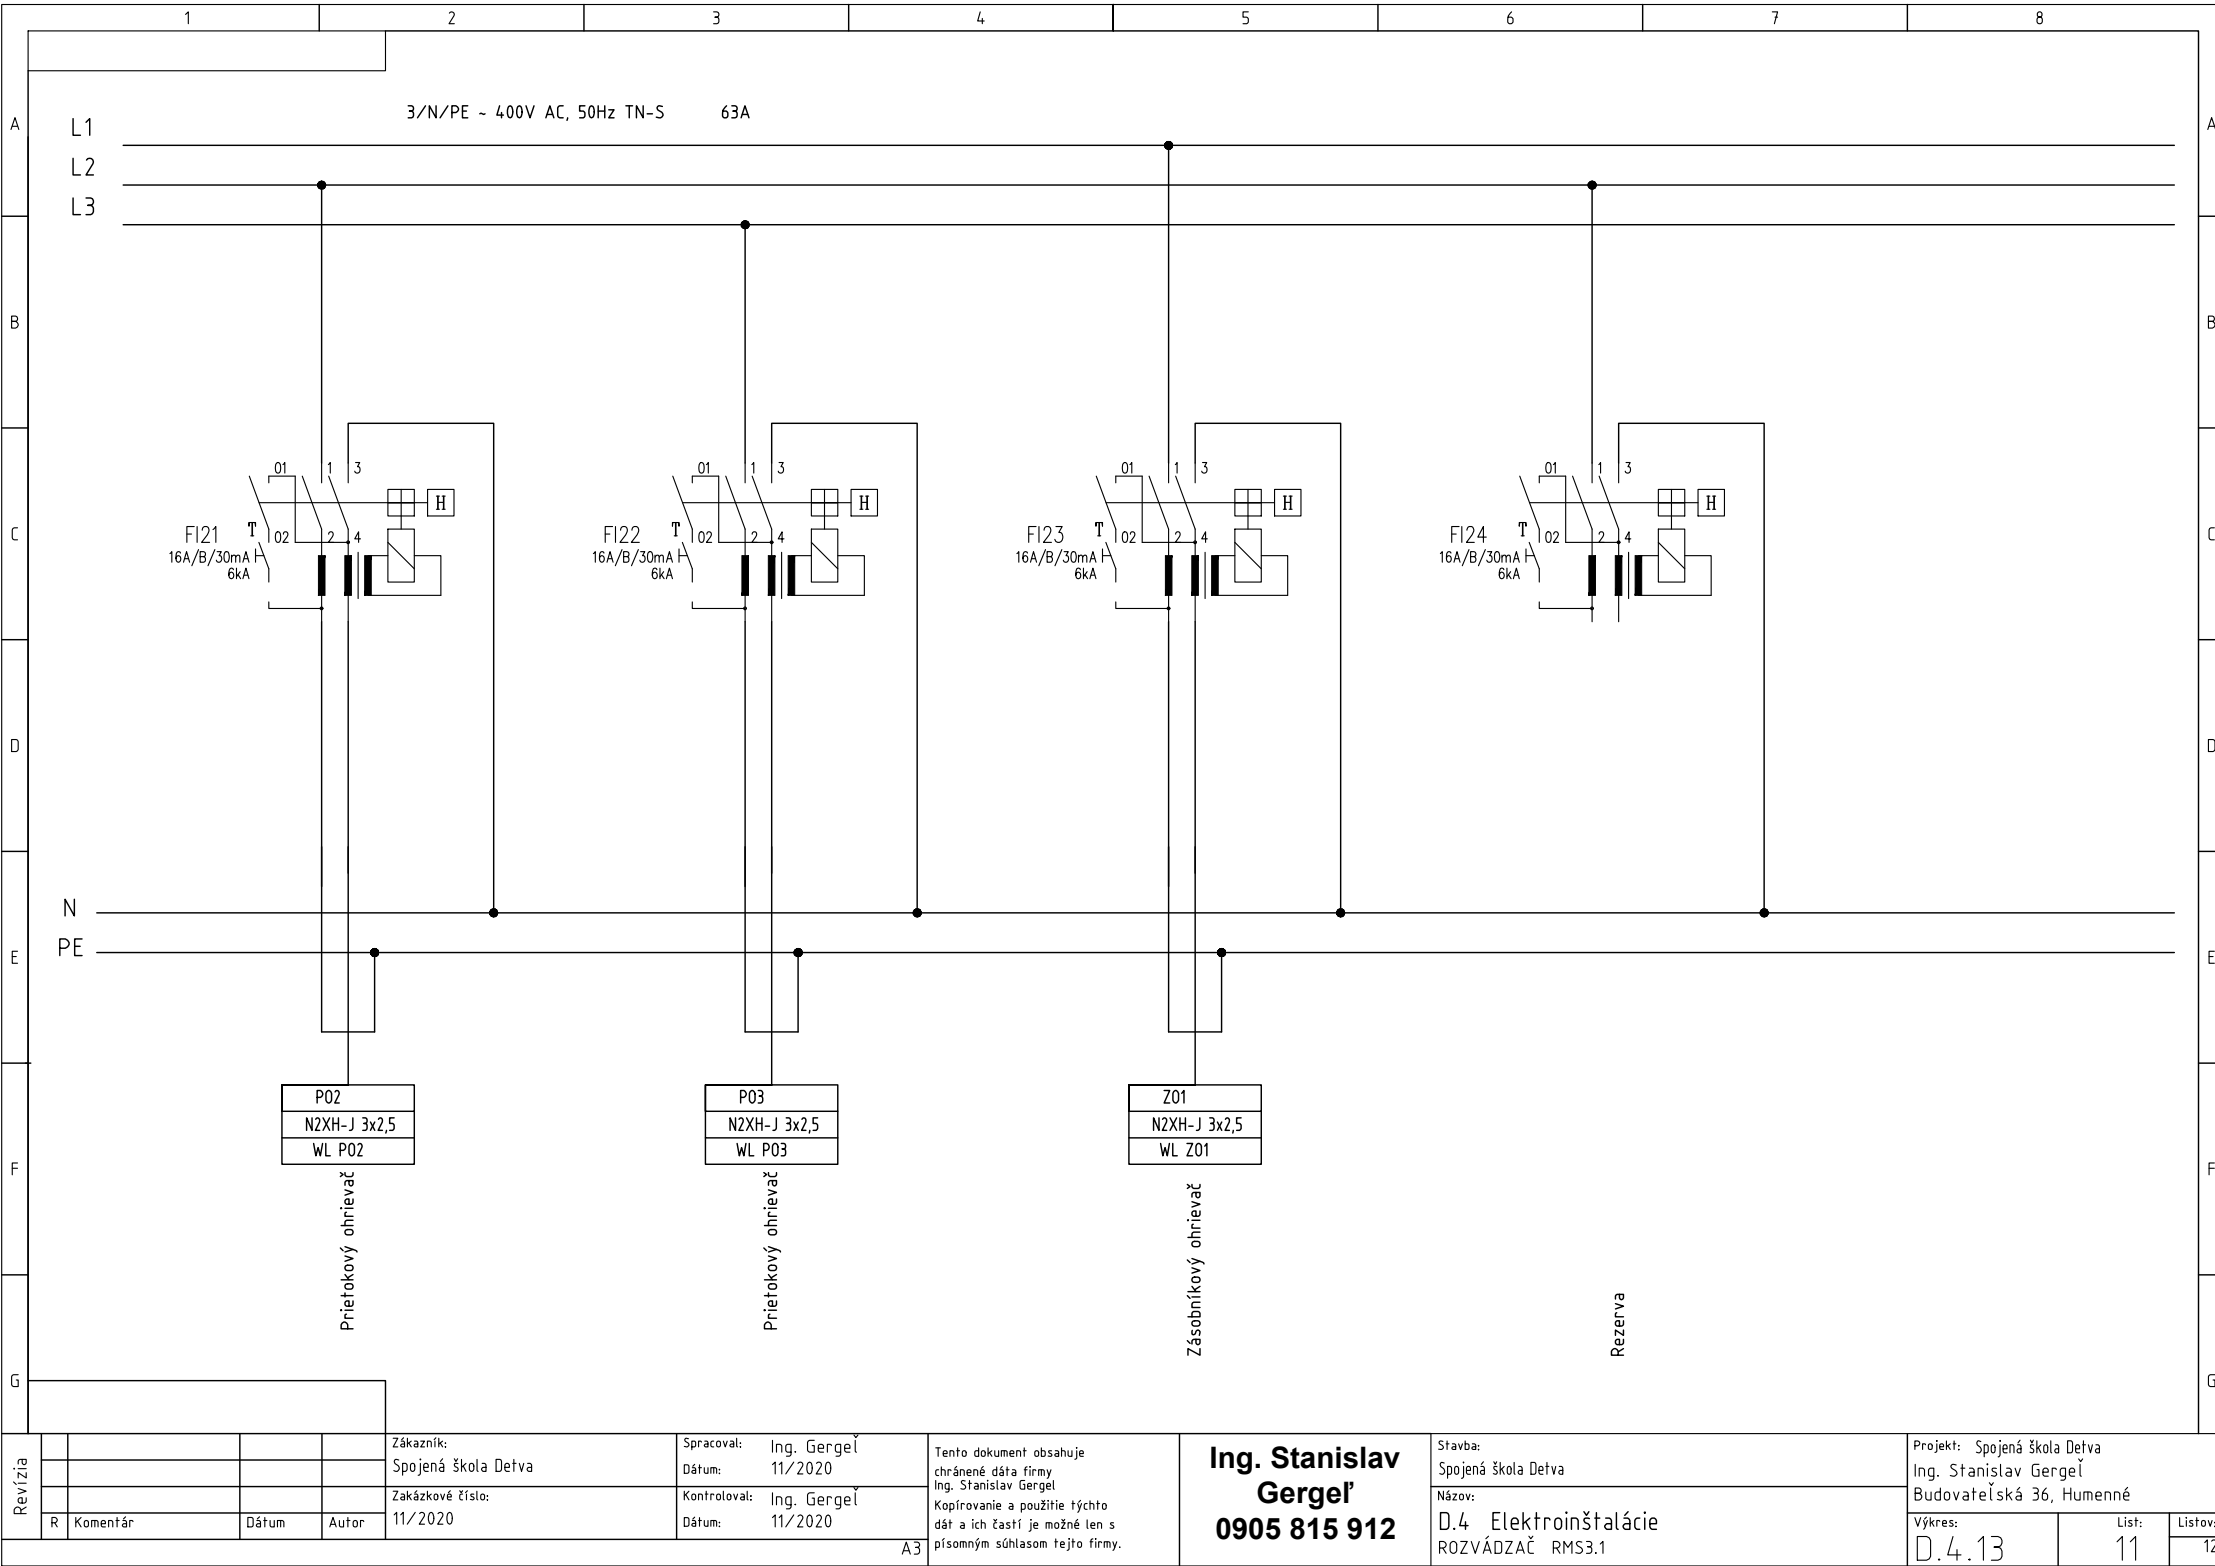 1 2 3 4 5 6 7 8
3/N/PE ~ 400V AC, 50Hz TN-S 63A
A A
L1
L2
L3
B B
01 1 3 H
FI21 T 02 2 4
16A/B/30mA
6kA
01 1 3 H
FI22 T 02 2 4
16A/B/30mA
6kA
01 1 3 H
FI23 T 02 2 4
16A/B/30mA
6kA
01 1 3 H
FI24 T 02 2 4
16A/B/30mA
6kA
C C
D D
N
PE
E E
P02
N2XH-J 3x2,5
WL P02
Prietokový ohrievač
P03
N2XH-J 3x2,5
WL P03
Prietokový ohrievač
Z01
N2XH-J 3x2,5
WL Z01
Zásobníkový ohrievač
Rezerva
F F
G G
Revízia
R Komentár Dátum Autor
Zákazník:
Spojená škola Detva
Zakázkové číslo:
11/2020
Spracoval: Ing. Gergeľ
Dátum: 11/2020
Kontroloval: Ing. Gergeľ
Dátum: 11/2020
A3
Tento dokument obsahuje
chránené dáta firmy
Ing. Stanislav Gergel
Kopírovanie a použitie týchto
dát a ich častí je možné len s
písomným súhlasom tejto firmy.
Ing. Stanislav
Gergeľ
0905 815 912
Stavba:
Spojená škola Detva
Názov:
D.4 Elektroinštalácie
ROZVÁDZAČ RMS3.1
Projekt: Spojená škola Detva
Ing. Stanislav Gergeľ
Budovateľská 36, Humenné
Výkres:
D.4.13
List:
11
Listov:
12